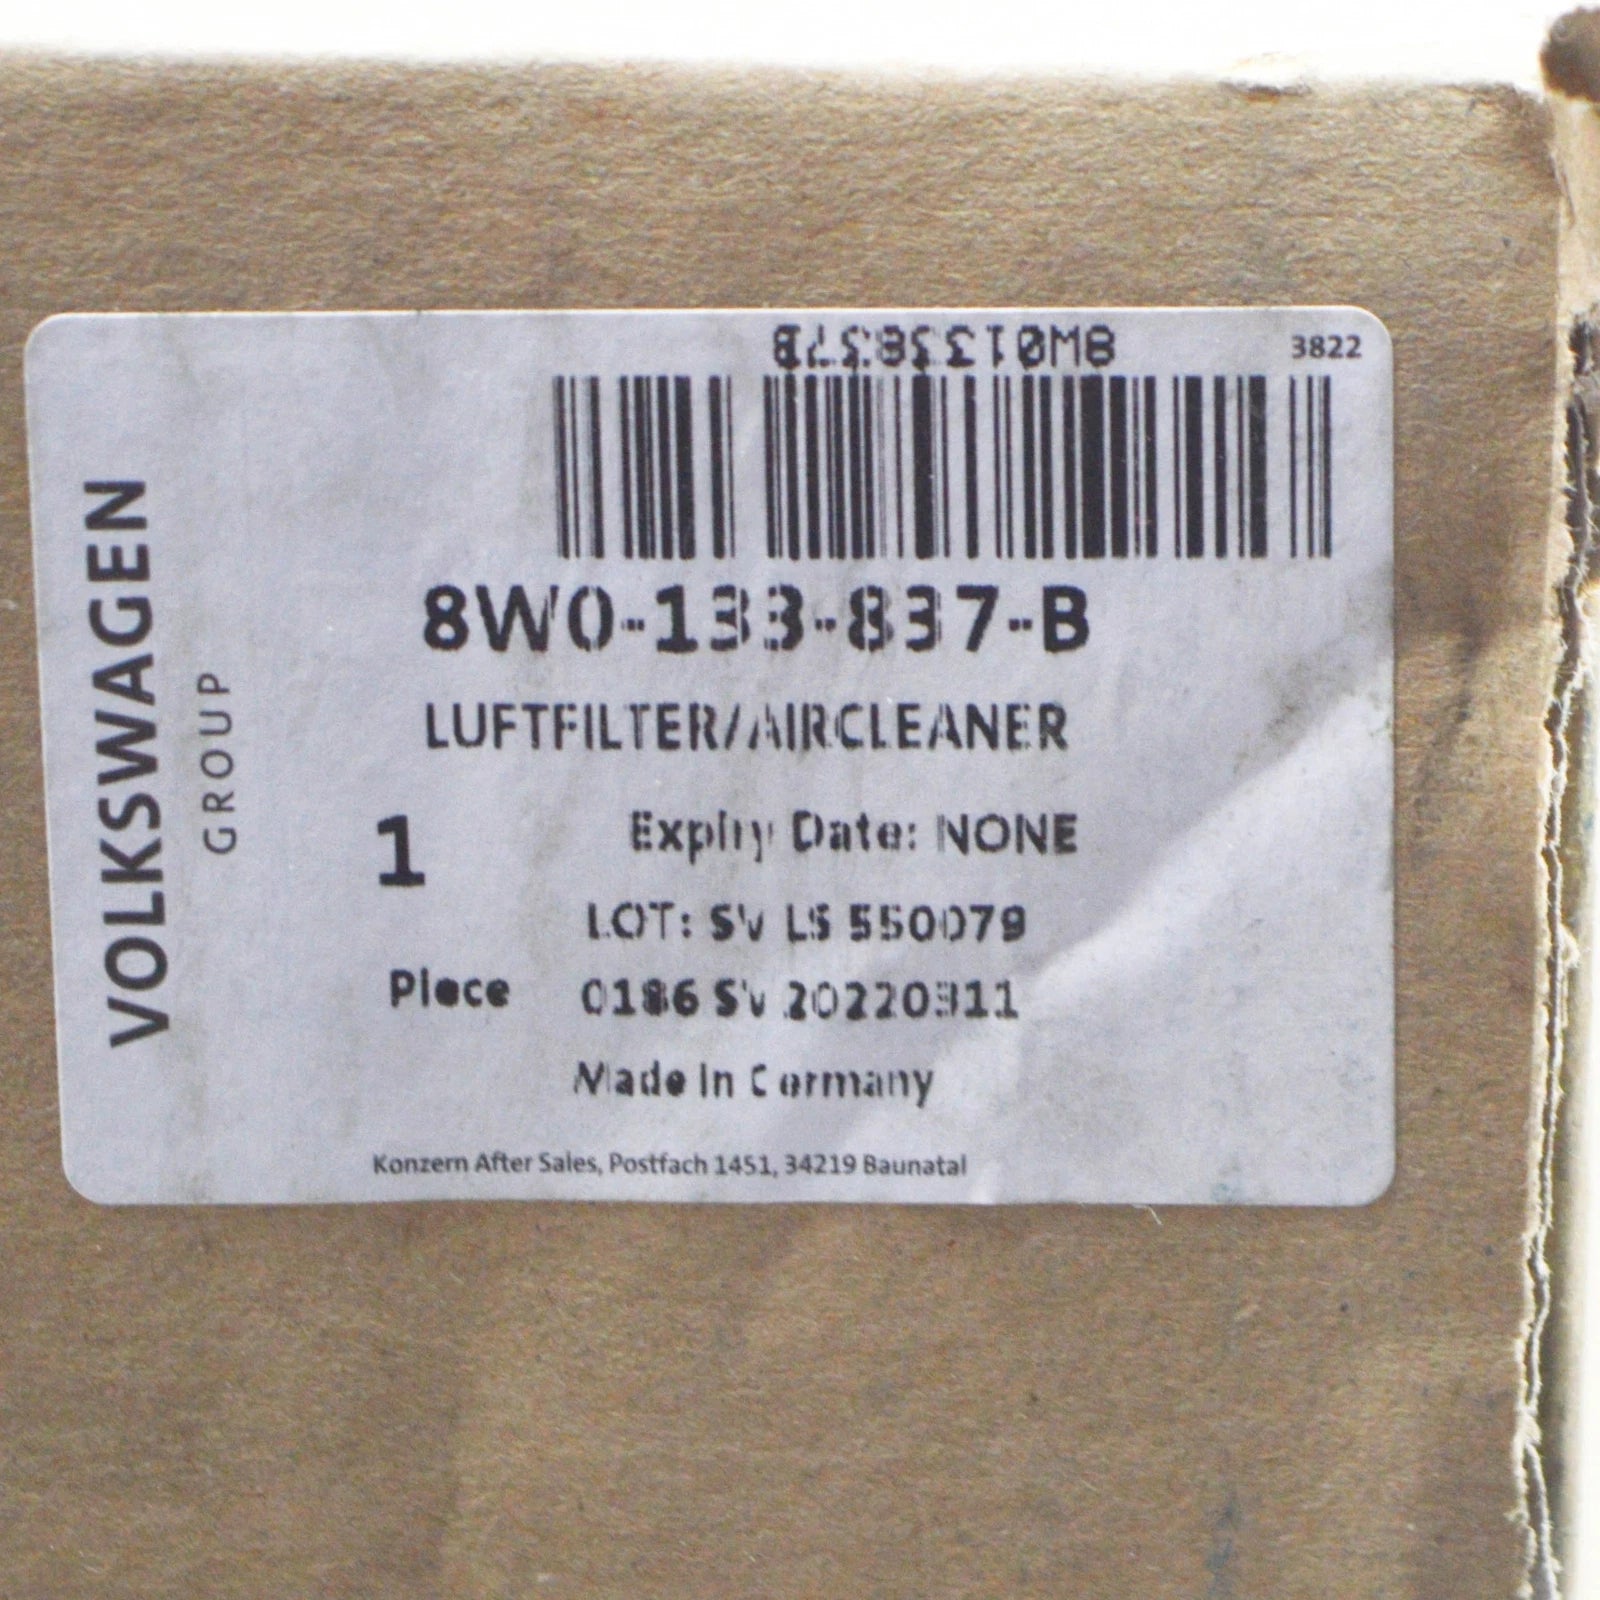 8W0133837B
3822
8W0-133-837-B
LUFTFILTER/AIRCLEANER
1
Expiry Date: NONE
LOT: SV LS 550079
Piece
0186 SV 20220311
Made in Germany
Konzern After Sales, Postfach 1451, 34219 Baunatal
VOLKSWAGEN
GROUP